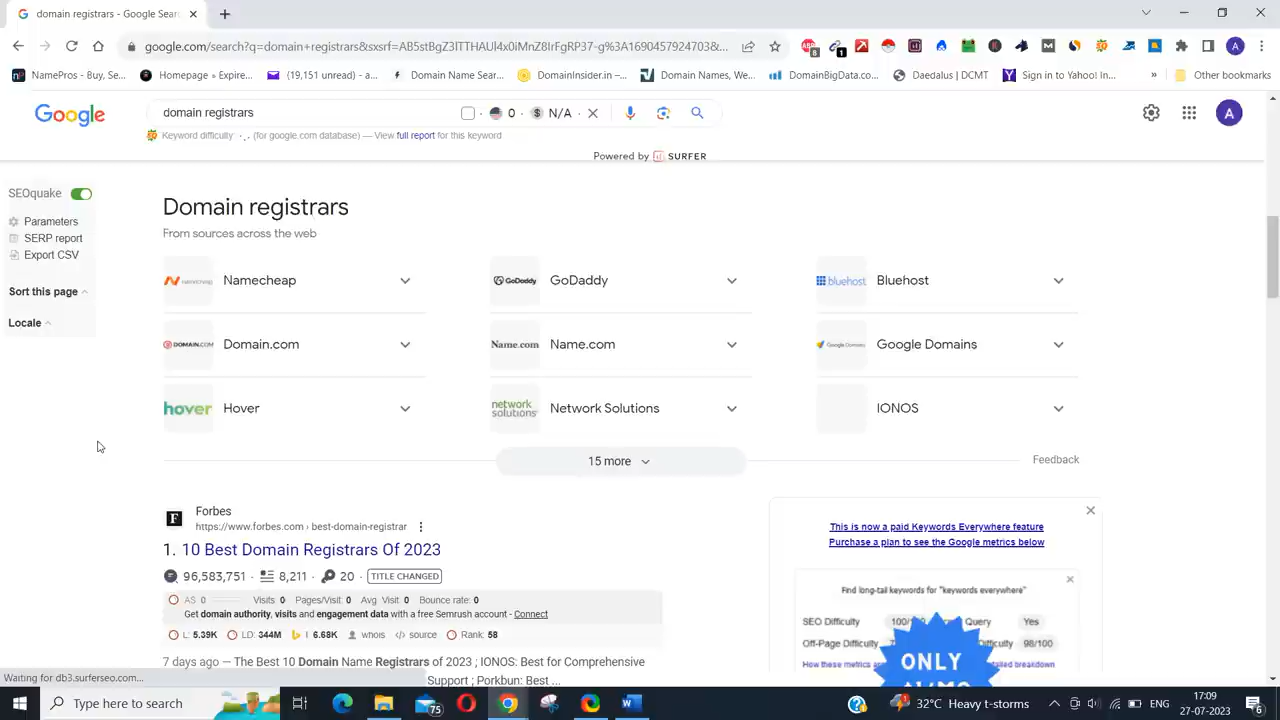 domain registrars - Google Searc
google.com/search?q=domain+registrars&sxsrf=AB5stBgZ3lTTHAUl4x0iMnZ8IrFgRP37-g%3A1690457924703&...
NamePros - Buy, Se...
Homepage » Expire...
(19,151 unread) - a...
Domain Name Sear...
DomainInsider.in –...
Domain Names, We...
DomainBigData.co...
Daedalus | DCMT
Sign in to Yahoo! In...
Other bookmarks
Google
domain registrars
0
N/A
A
Keyword difficulty
(for google.com database) — View full report for this keyword
Powered by SURFER
SEOquake
Parameters
SERP report
Export CSV
Sort this page
Locale
Domain registrars
From sources across the web
Namecheap
GoDaddy
Bluehost
Domain.com
Name.com
Google Domains
Hover
Network Solutions
IONOS
15 more
Feedback
Forbes
https://www.forbes.com › best-domain-registrar
1. 10 Best Domain Registrars Of 2023
96,583,751 · 8,211 · 20 · TITLE CHANGED
AS 0 Visits 0 Pages/Visit 0 Avg Visit 0 Bounce rate: 0
Get domain authority, visits and engagement data with a free Semrush account - Connect
L: 5.39K LD: 344M I 6.68K whois source Rank: 58
7 days ago — The Best 10 Domain Name Registrars of 2023 ; IONOS: Best for Comprehensive
Support ; Porkbun: Best ...
This is now a paid Keywords Everywhere feature
Purchase a plan to see the Google metrics below
Find long-tail keywords for "keywords everywhere"
SEO Difficulty
Query
Yes
Off-Page Difficulty
98/100
How these metrics
detailed breakdown
ONLY
Waiting for db3.surferseo.com...
Type here to search
75
32°C Heavy t-storms
ENG
17:09
27-07-2023
6